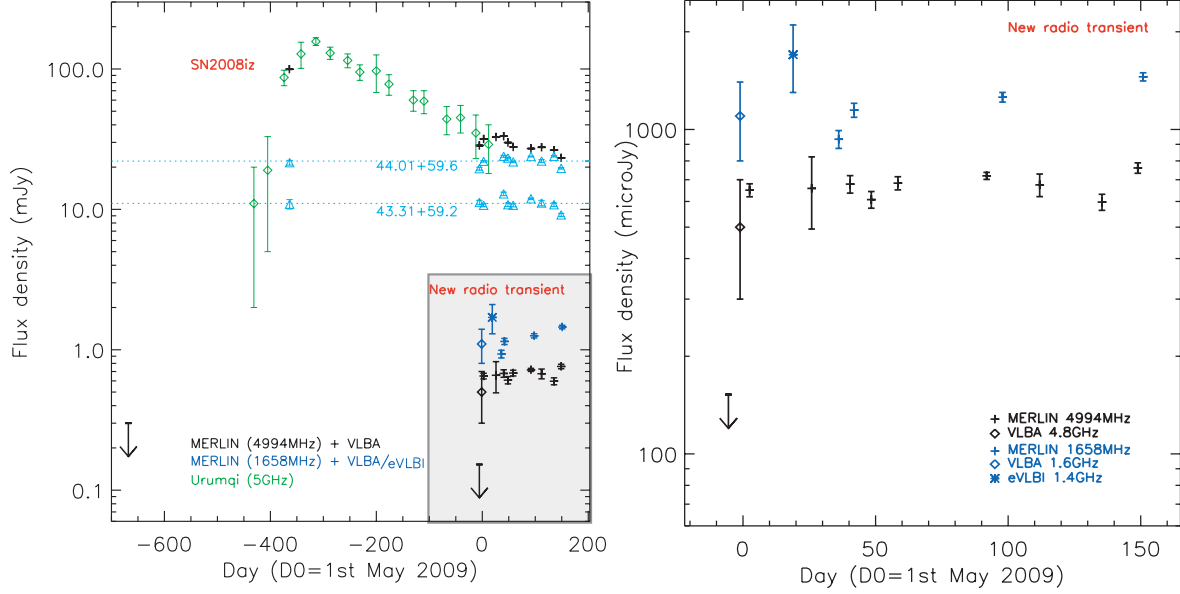 SN2008iz
44.01+59.6
43.31+59.2
New radio transient
MERLIN (4994MHz) + VLBA
MERLIN (1658MHz) + VLBA/eVLBI
Urumqi (5GHz)
100.0
10.0
1.0
0.1
Flux density (mJy)
-600
-400
-200
0
200
Day (D0=1st May 2009)
New radio transient
1000
100
Flux density (microJy)
MERLIN 4994MHz
VLBA 4.8GHz
MERLIN 1658MHz
VLBA 1.6GHz
eVLBI 1.4GHz
0
50
100
150
Day (D0=1st May 2009)